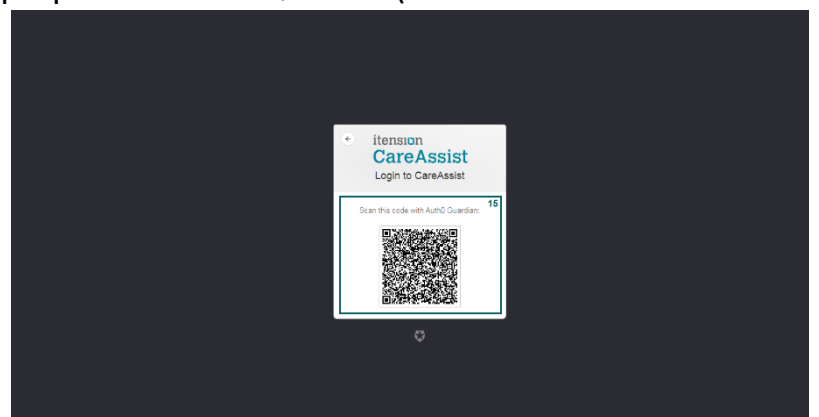 itension
CareAssist
Login to CareAssist
15
Scan this code with Auth0 Guardian: